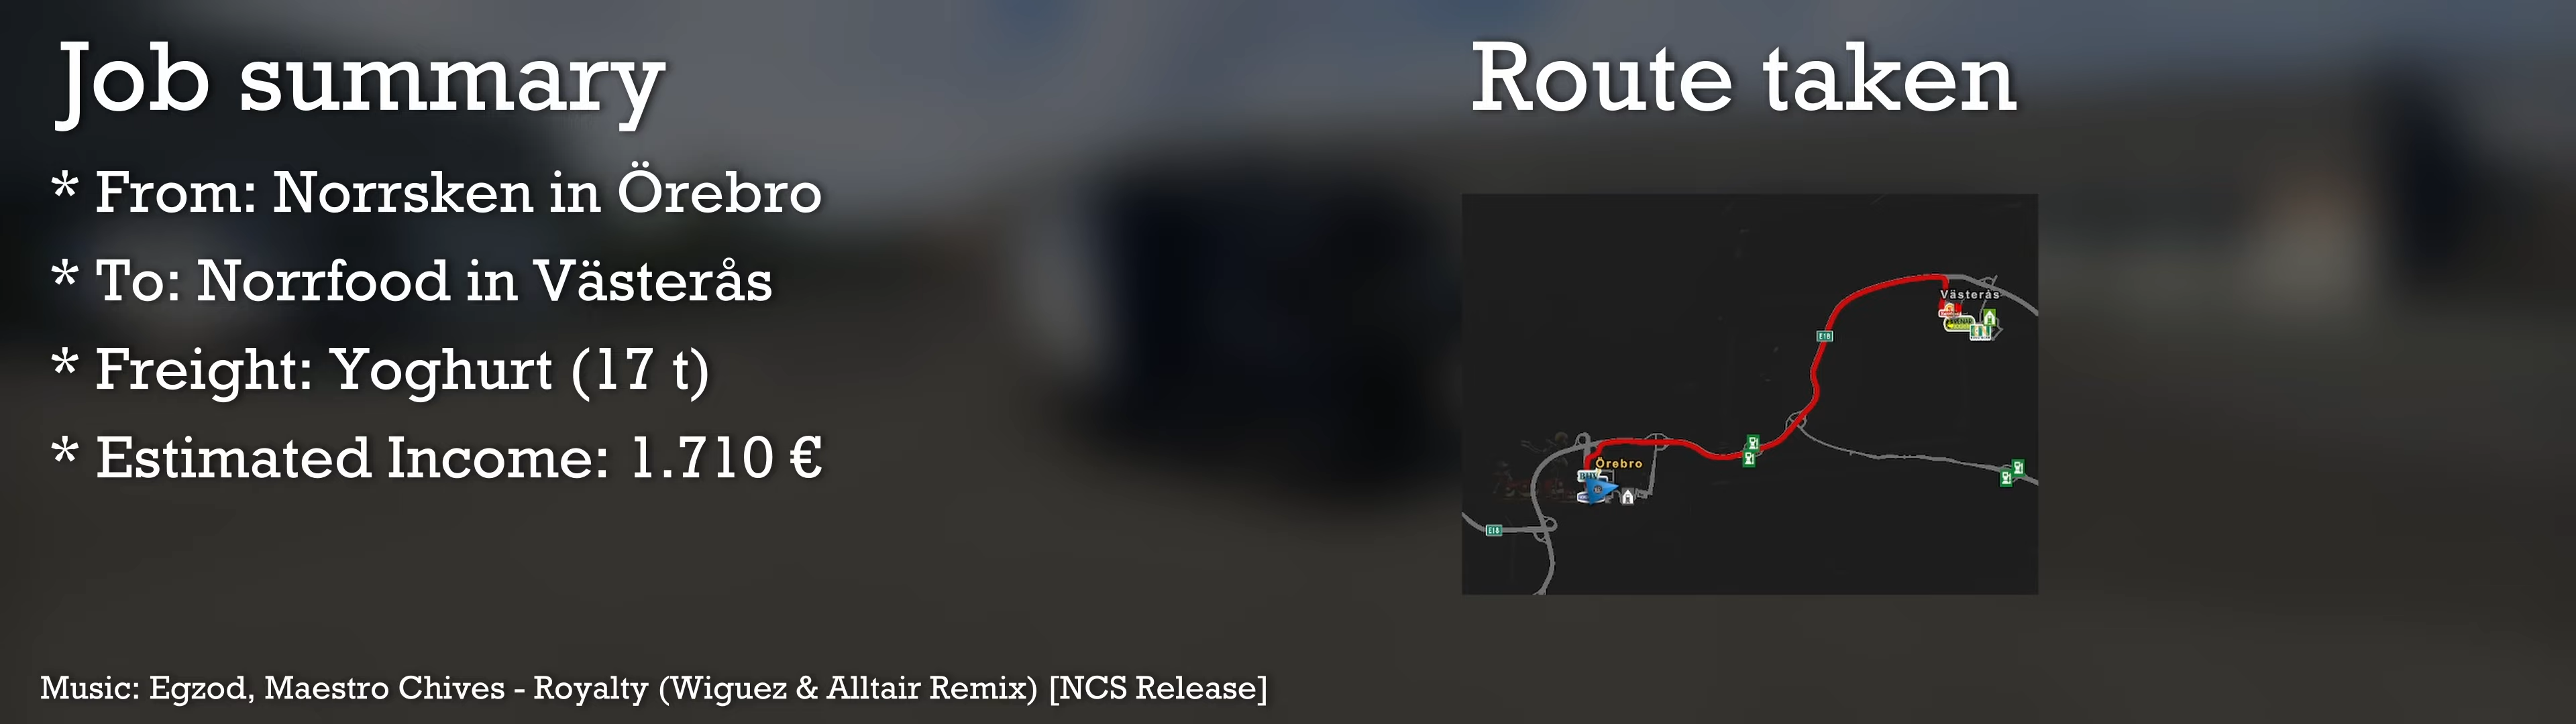 Job summary
* From: Norrsken in Örebro
* To: Norrfood in Västerås
* Freight: Yoghurt (17 t)
* Estimated Income: 1.710 €
Route taken
Västerås
E18
Örebro
E18
Music: Egzod, Maestro Chives - Royalty (Wiguez & Alltair Remix) [NCS Release]